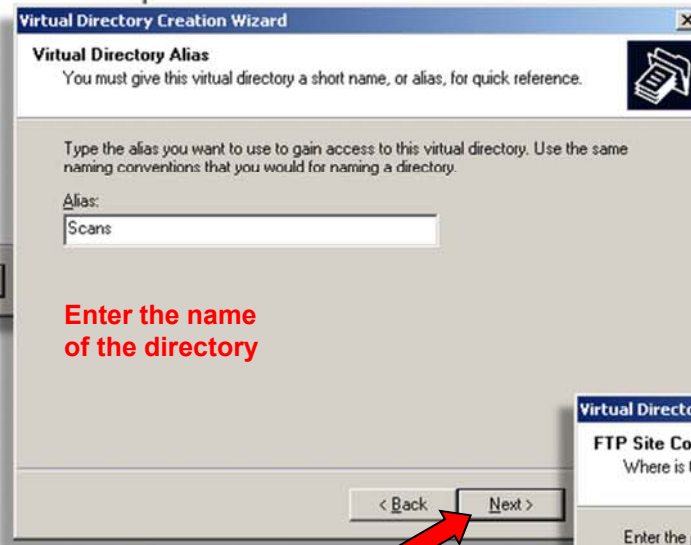 Virtual Directory Creation Wizard
Virtual Directory Alias
You must give this virtual directory a short name, or alias, for quick reference.
Type the alias you want to use to gain access to this virtual directory. Use the same
naming conventions that you would for naming a directory.
Alias:
Scans
Enter the name
of the directory
< Back
Next >
Virtual
FTP Site
Where is
Enter the